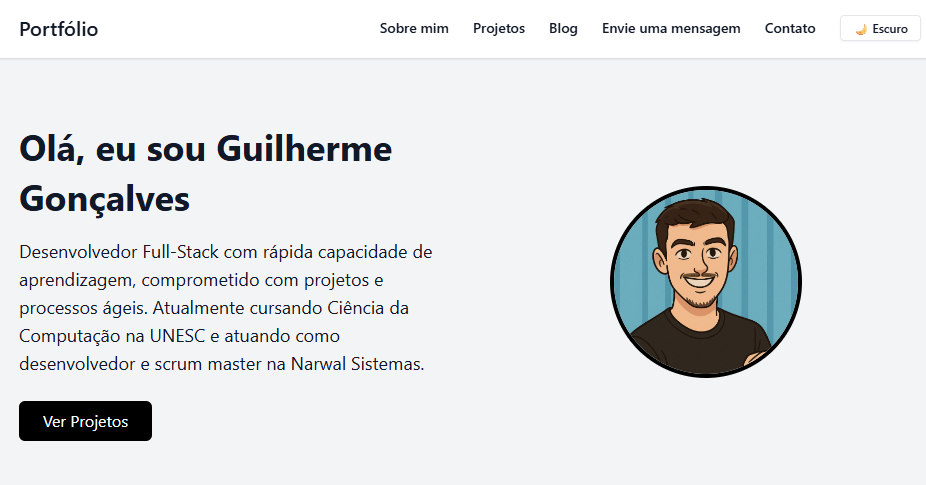 Portfólio
Sobre mim
Projetos
Blog
Envie uma mensagem
Contato
🌙 Escuro
Olá, eu sou Guilherme
Gonçalves
Desenvolvedor Full-Stack com rápida capacidade de
aprendizagem, comprometido com projetos e
processos ágeis. Atualmente cursando Ciência da
Computação na UNESC e atuando como
desenvolvedor e scrum master na Narwal Sistemas.
Ver Projetos